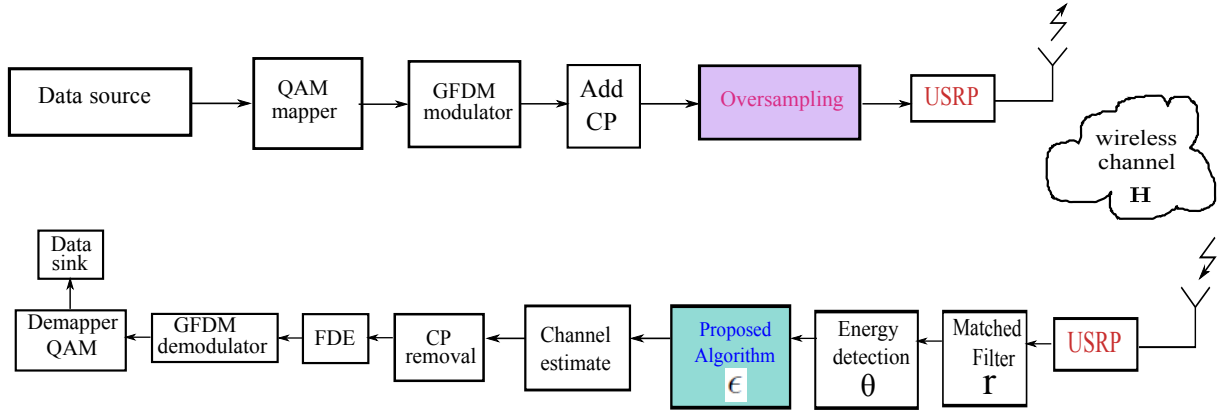 Data source
QAM
mapper
GFDM
modulator
Add
CP
Oversampling
USRP
wireless
channel
H
Data
sink
Demapper
QAM
GFDM
demodulator
FDE
CP
removal
Channel
estimate
Proposed
Algorithm
ϵ
Energy
detection
θ
Matched
Filter
r
USRP